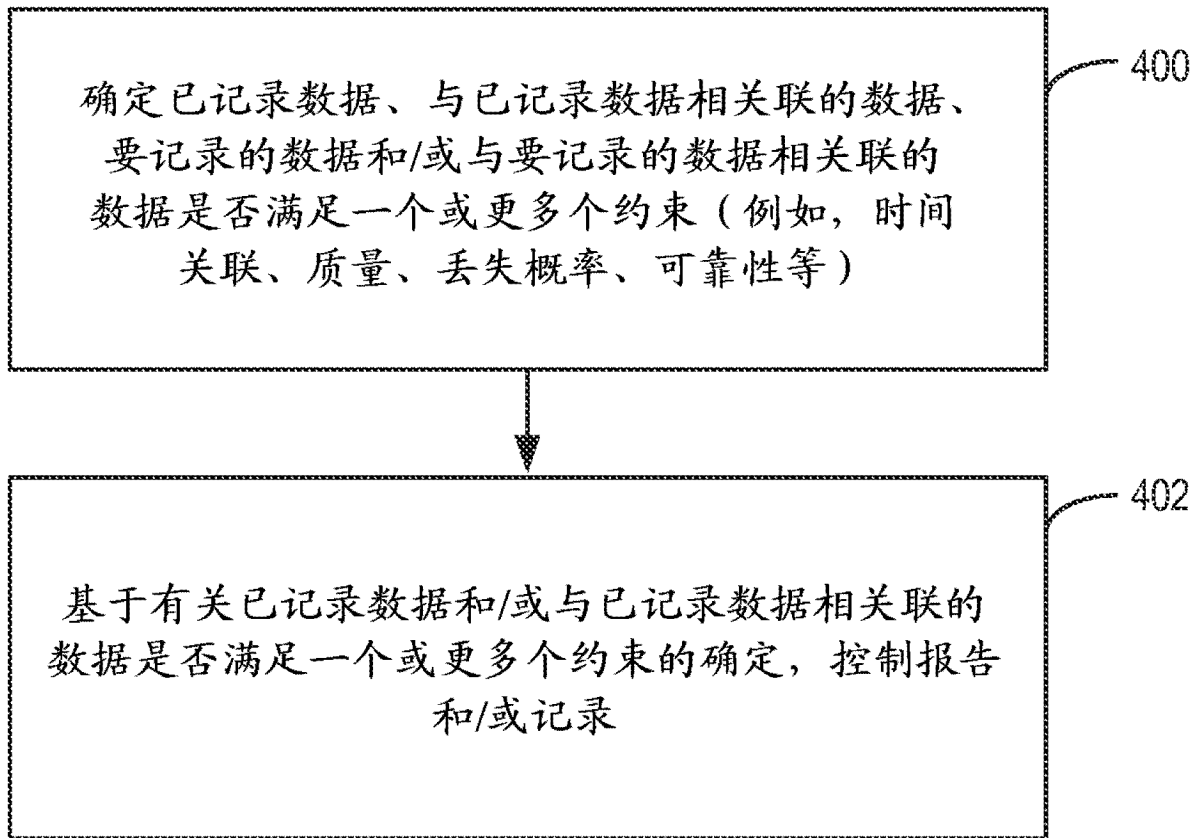 确定已记录数据、与已记录数据相关联的数据、
要记录的数据和/或与要记录的数据相关联的
数据是否满足一个或更多个约束（例如，时间
关联、质量、丢失概率、可靠性等）
400
基于有关已记录数据和/或与已记录数据相关联的
数据是否满足一个或更多个约束的确定，控制报告
和/或记录
402